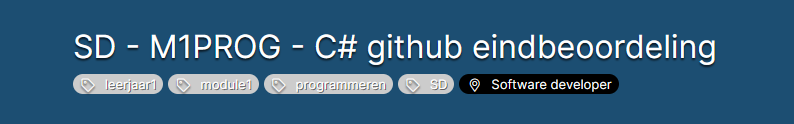 SD - M1PROG - C# github eindbeoordeling
leerjaar1 module1 programmeren SD Software developer